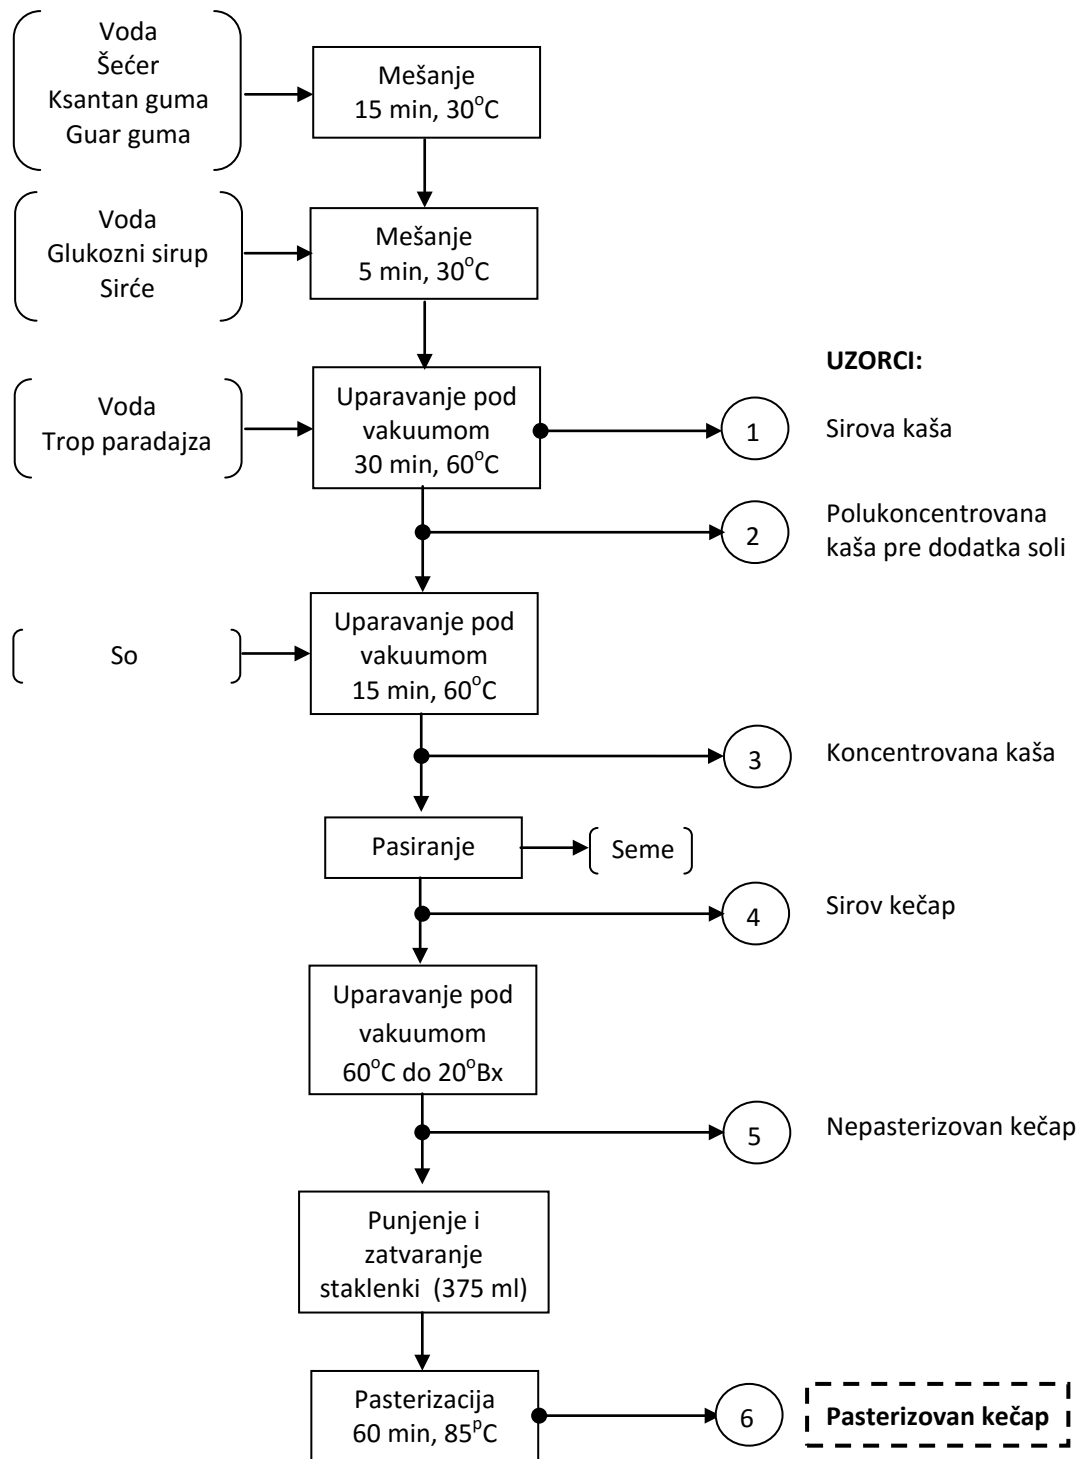 Voda
Šećer
Ksantan guma
Guar guma
Mešanje
15 min, 30°C
Voda
Glukozni sirup
Sirće
Mešanje
5 min, 30°C
UZORCI:
Voda
Trop paradajza
Uparavanje pod
vakuumom
30 min, 60°C
1
Sirova kaša
2
Polukoncentrovana
kaša pre dodatka soli
So
Uparavanje pod
vakuumom
15 min, 60°C
3
Koncentrovana kaša
Pasiranje
Seme
4
Sirov kečap
Uparavanje pod
vakuumom
60°C do 20°Bx
5
Nepasterizovan kečap
Punjenje i
zatvaranje
staklenki (375 ml)
Pasterizacija
60 min, 85ᵖC
6
Pasterizovan kečap